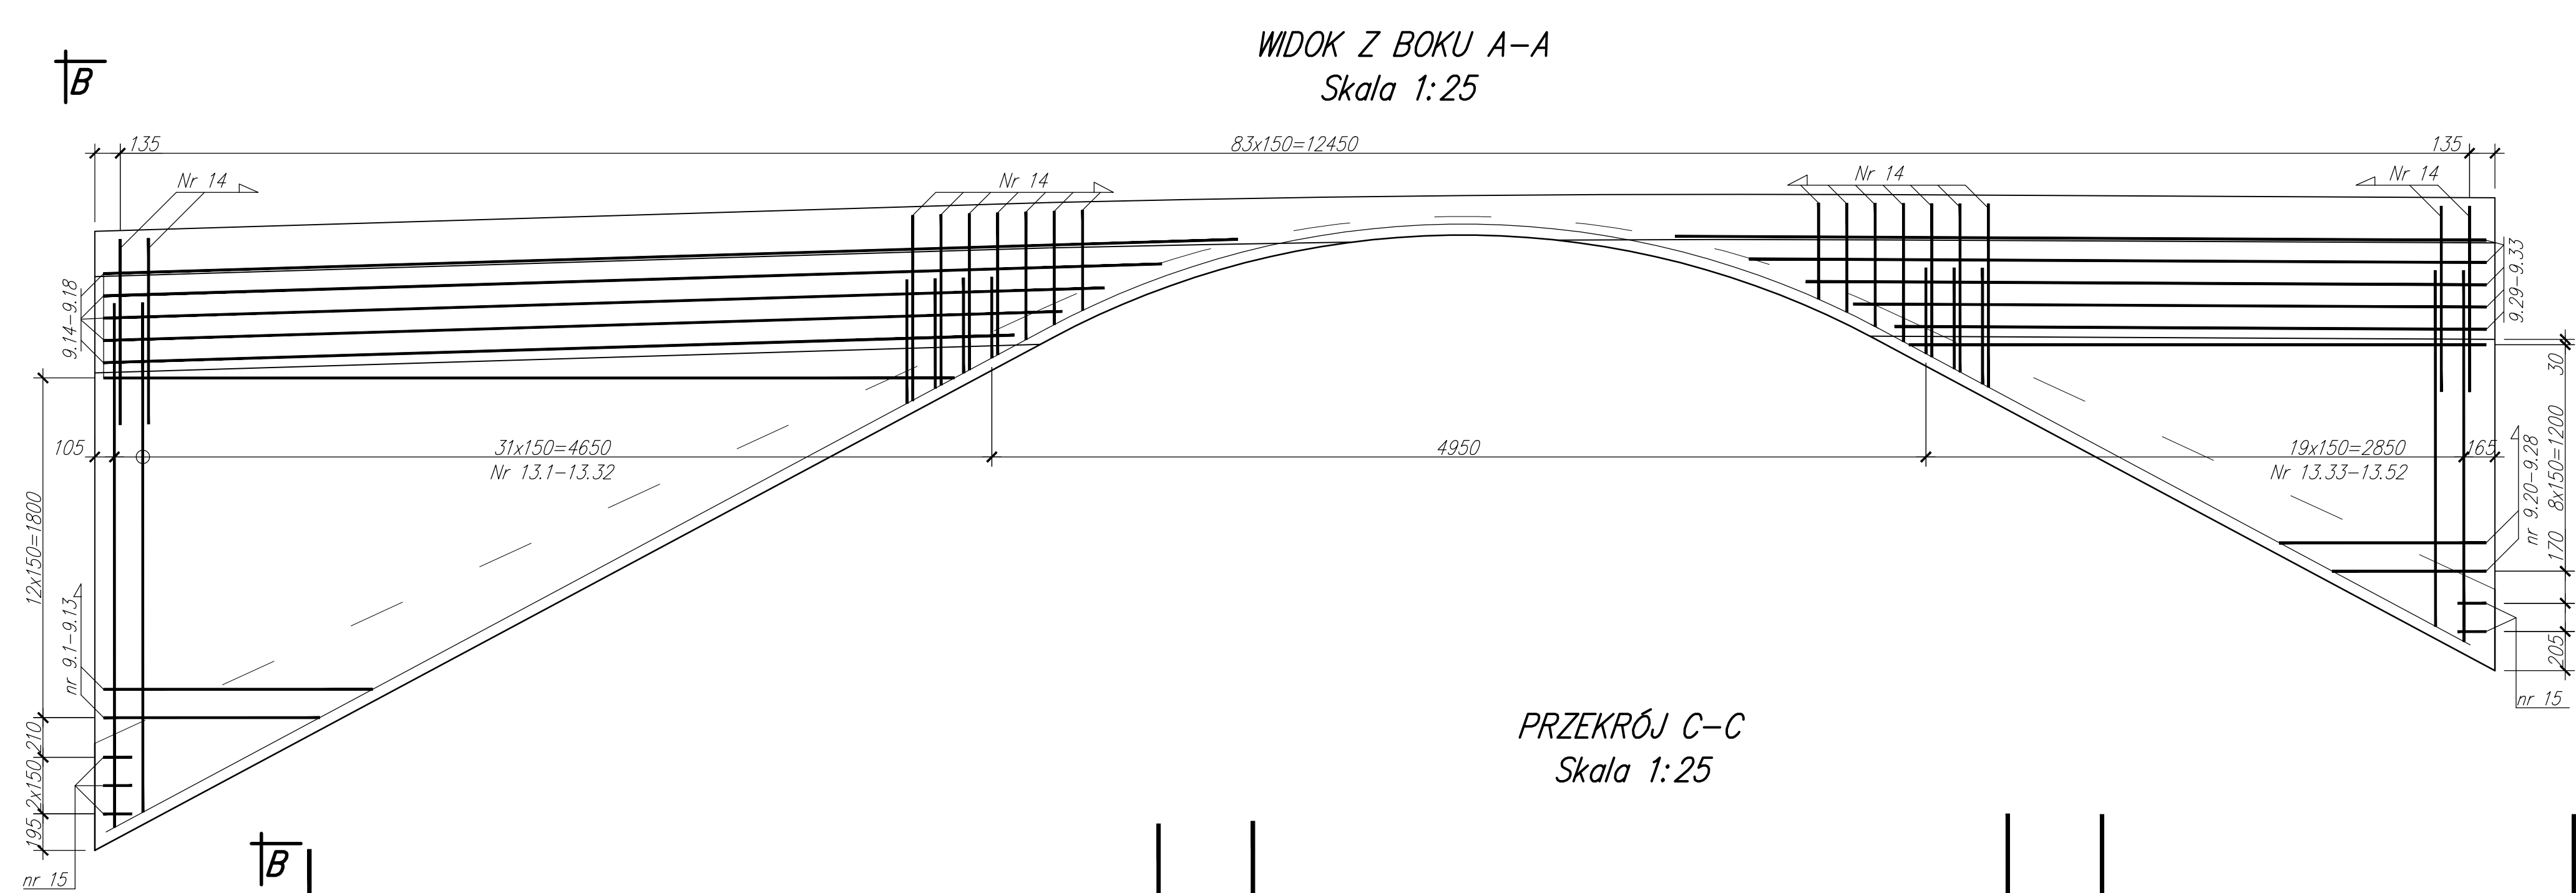 WIDOK Z BOKU A-A
Skala 1:25
B
135
83x150=12450
135
Nr 14
Nr 14
Nr 14
Nr 14
9.14-9.18
9.29-9.33
105
31x150=4650
Nr 13.1-13.32
4950
19x150=2850
165
Nr 13.33-13.52
30
8x150=1200
170
205
nr 9.20-9.28
12x150=1800
nr 9.1-9.13
210
2x150
195
nr 15
nr 15
PRZEKRÓJ C-C
Skala 1:25
B